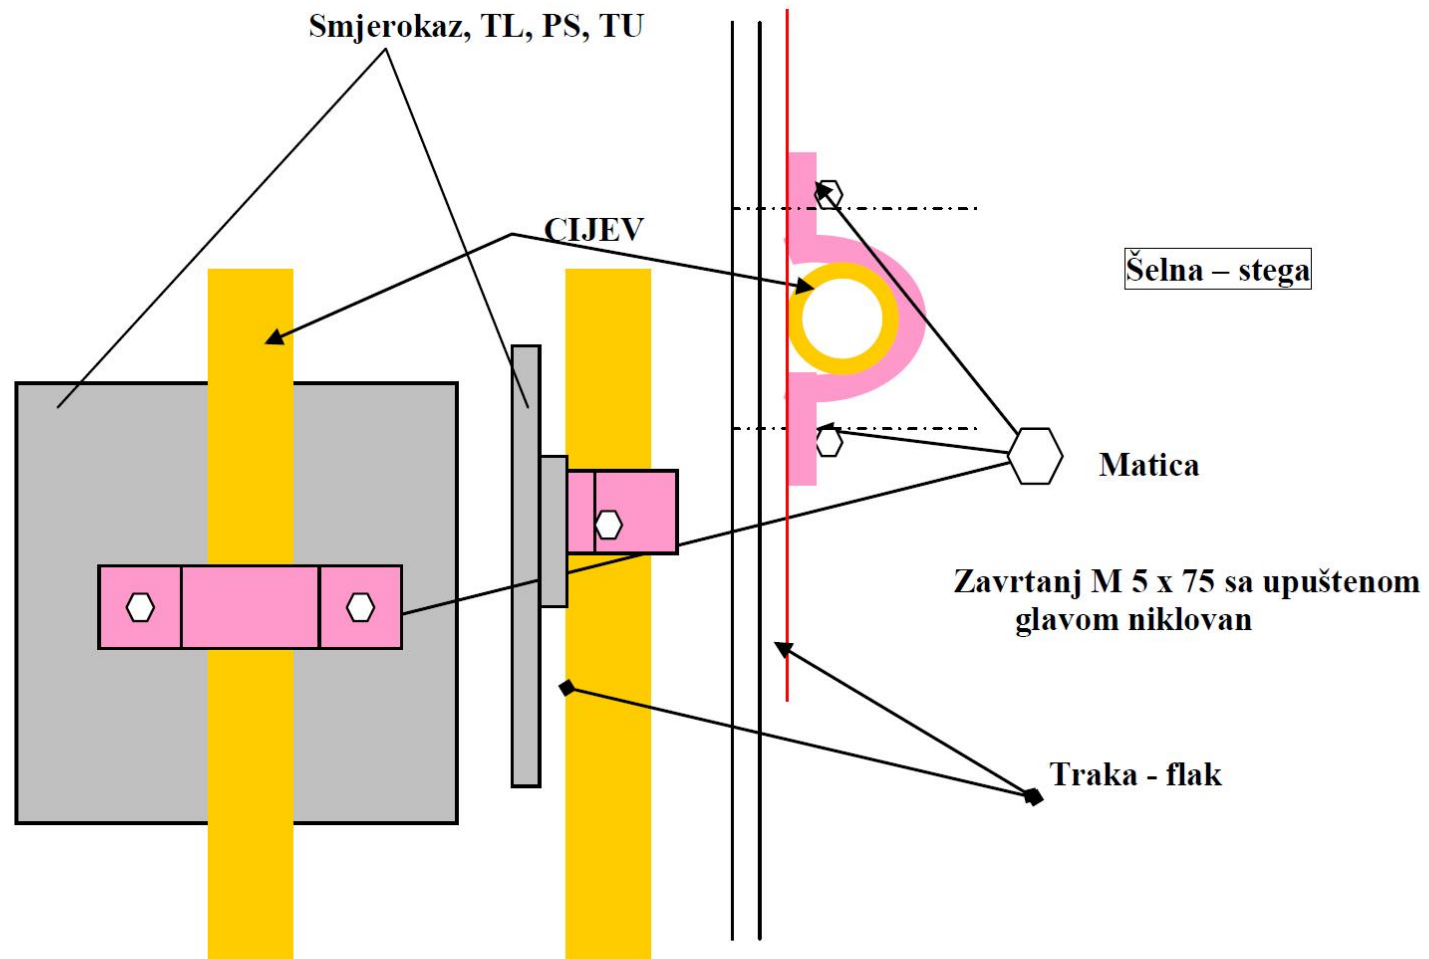 Smjerokaz, TL, PS, TU
CIJEV
Šelna – stega
Matica
Zavrtanj M 5 x 75 sa upuštenom
glavom niklovan
Traka - flak